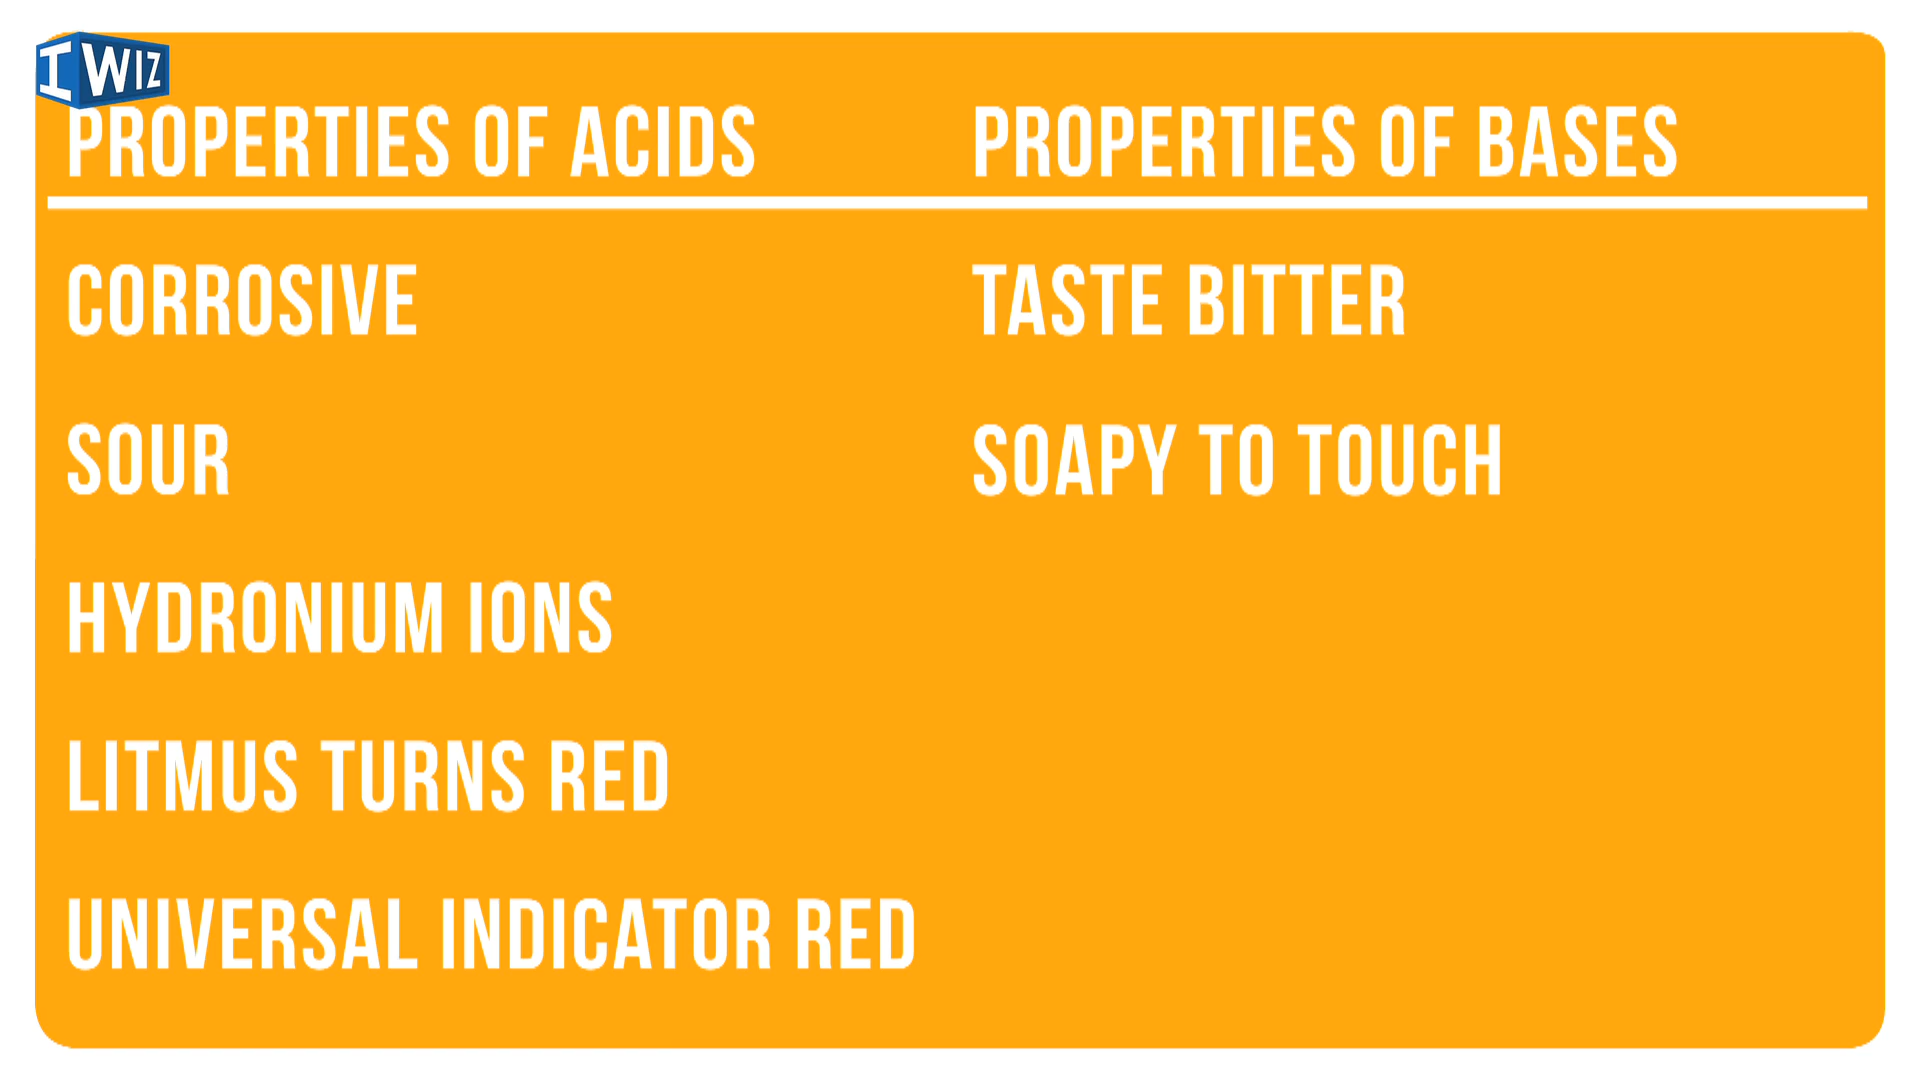 IWIZ
PROPERTIES OF ACIDS
PROPERTIES OF BASES
CORROSIVE
TASTE BITTER
SOUR
SOAPY TO TOUCH
HYDRONIUM IONS
LITMUS TURNS RED
UNIVERSAL INDICATOR RED